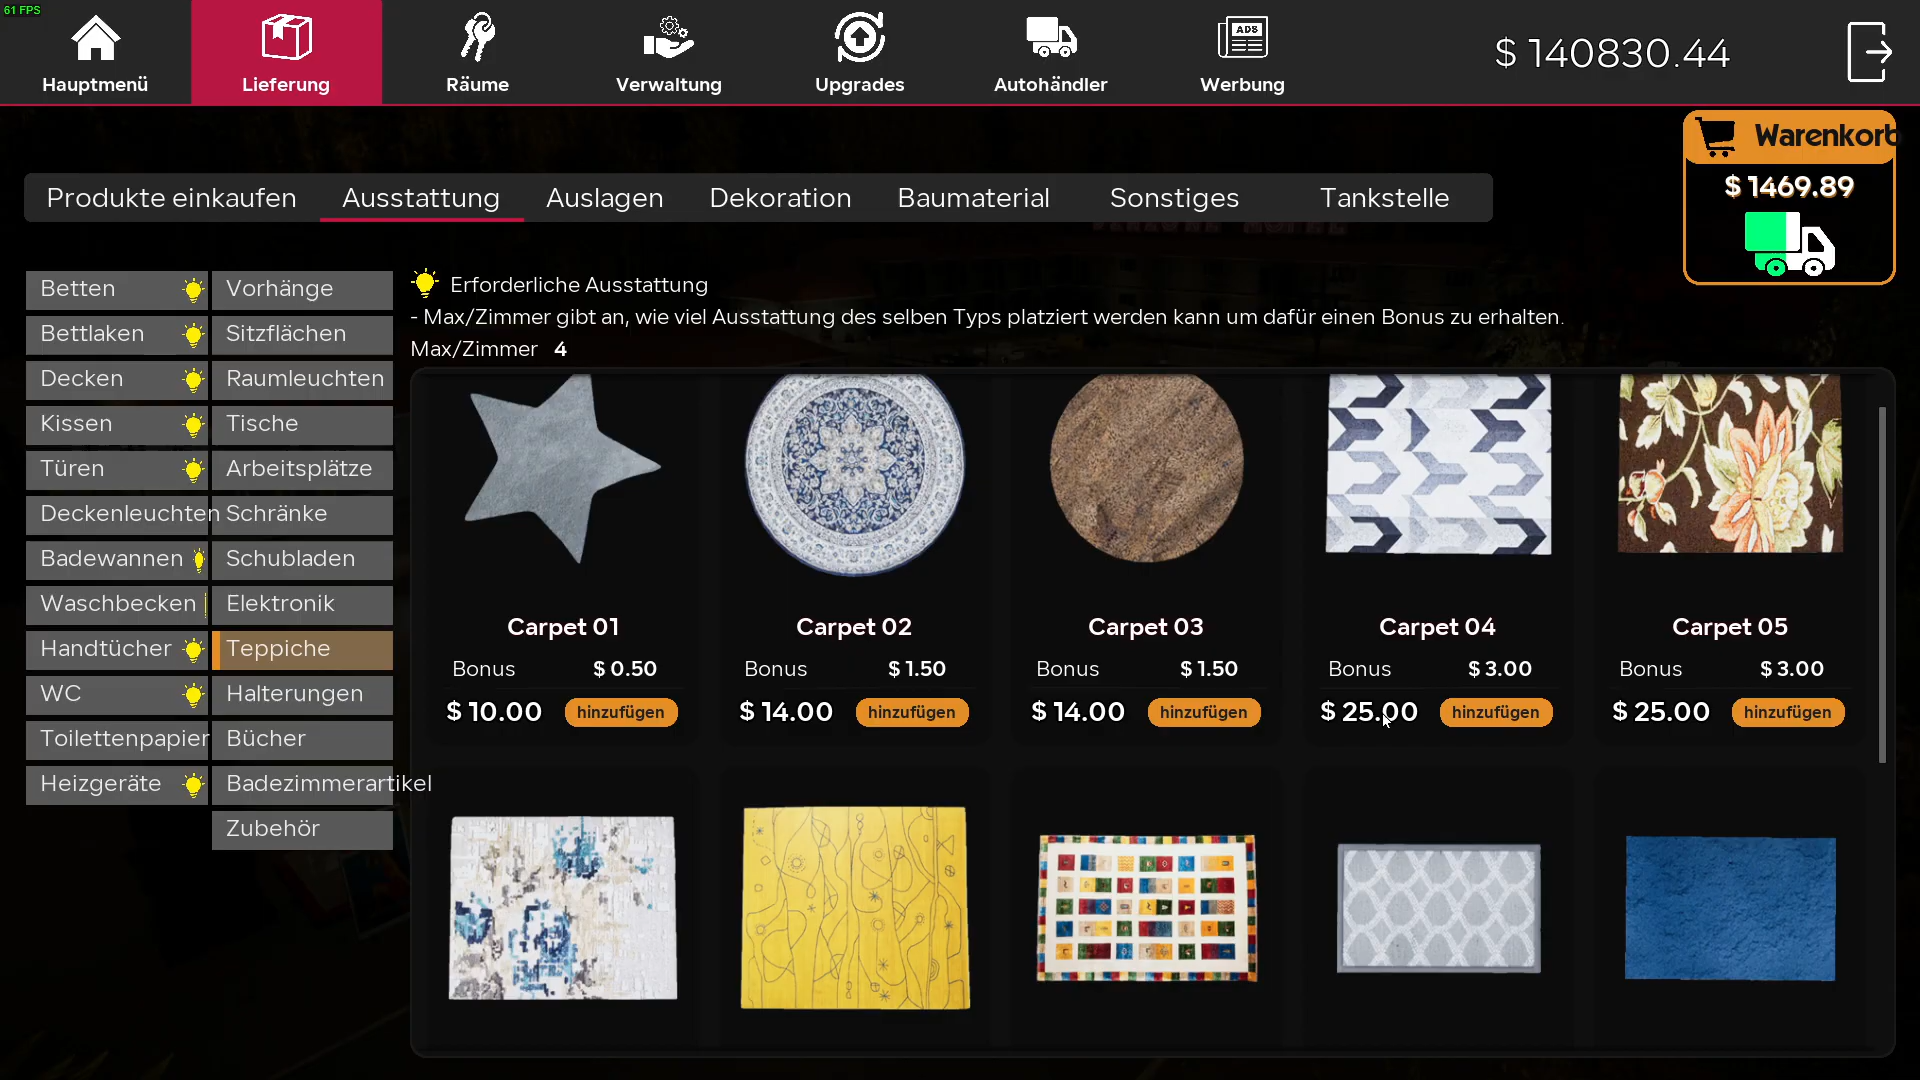 61 FPS
Hauptmenü
Lieferung
Räume
Verwaltung
Upgrades
Autohändler
ADS
Werbung
$ 140830.44
Warenkorb
$ 1469.89
Produkte einkaufen
Ausstattung
Auslagen
Dekoration
Baumaterial
Sonstiges
Tankstelle
Betten
Bettlaken
Decken
Kissen
Türen
Deckenleuchten
Badewannen
Waschbecken
Handtücher
WC
Toilettenpapier
Heizgeräte
Vorhänge
Sitzflächen
Raumleuchten
Tische
Arbeitsplätze
Schränke
Schubladen
Elektronik
Teppiche
Halterungen
Bücher
Badezimmerartikel
Zubehör
Erforderliche Ausstattung
- Max/Zimmer gibt an, wie viel Ausstattung des selben Typs platziert werden kann um dafür einen Bonus zu erhalten.
Max/Zimmer 4
Carpet 01
Bonus $ 0.50
$ 10.00 hinzufügen
Carpet 02
Bonus $ 1.50
$ 14.00 hinzufügen
Carpet 03
Bonus $ 1.50
$ 14.00 hinzufügen
Carpet 04
Bonus $ 3.00
$ 25.00 hinzufügen
Carpet 05
Bonus $ 3.00
$ 25.00 hinzufügen